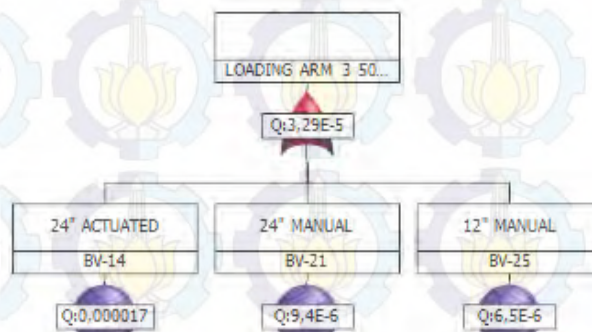 LOADING ARM 3 50...
Q:3,29E-5
24" ACTUATED
24" MANUAL
12" MANUAL
BV-14
BV-21
BV-25
Q:0,000017
Q:9,4E-6
Q:6,5E-6